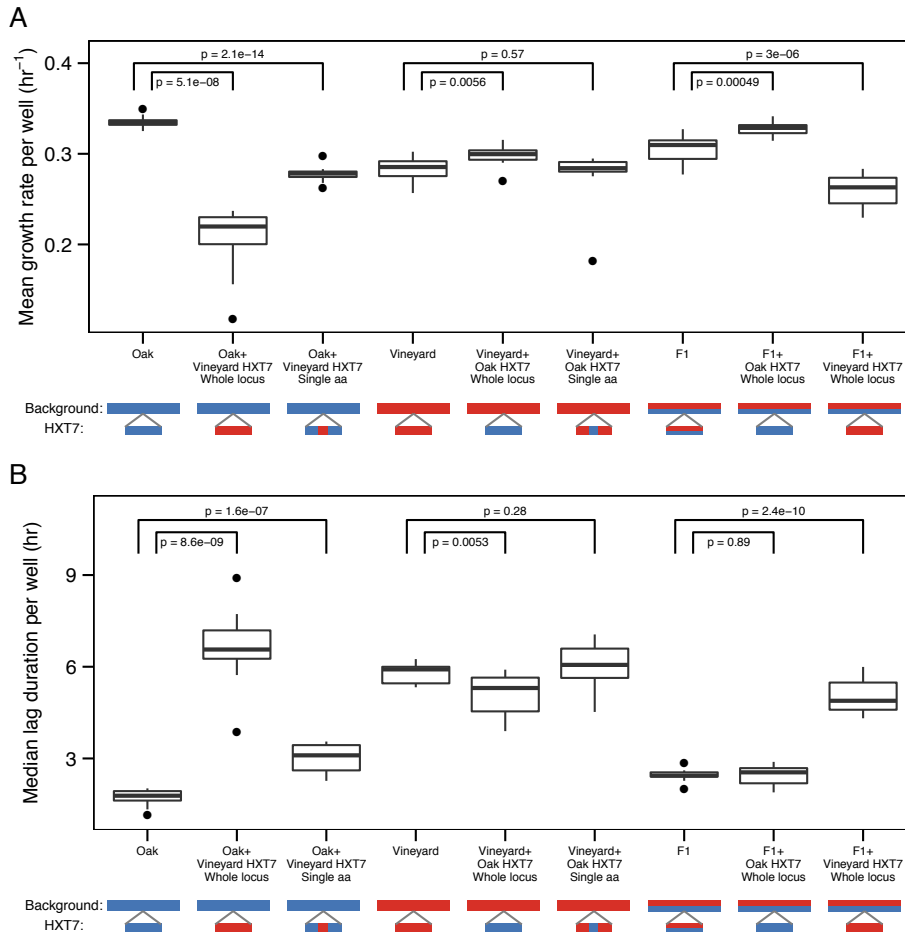 A
Mean growth rate per well (hr−1)
0.4
0.3
0.2
p = 2.1e−14
p = 5.1e−08
p = 0.57
p = 0.0056
p = 3e−06
p = 0.00049
Oak
Oak+ Vineyard HXT7 Whole locus
Oak+ Vineyard HXT7 Single aa
Vineyard
Vineyard+ Oak HXT7 Whole locus
Vineyard+ Oak HXT7 Single aa
F1
F1+ Oak HXT7 Whole locus
F1+ Vineyard HXT7 Whole locus
Background:
HXT7:
B
Median lag duration per well (hr)
9
6
3
p = 1.6e−07
p = 8.6e−09
p = 0.28
p = 0.0053
p = 2.4e−10
p = 0.89
Oak
Oak+ Vineyard HXT7 Whole locus
Oak+ Vineyard HXT7 Single aa
Vineyard
Vineyard+ Oak HXT7 Whole locus
Vineyard+ Oak HXT7 Single aa
F1
F1+ Oak HXT7 Whole locus
F1+ Vineyard HXT7 Whole locus
Background:
HXT7: